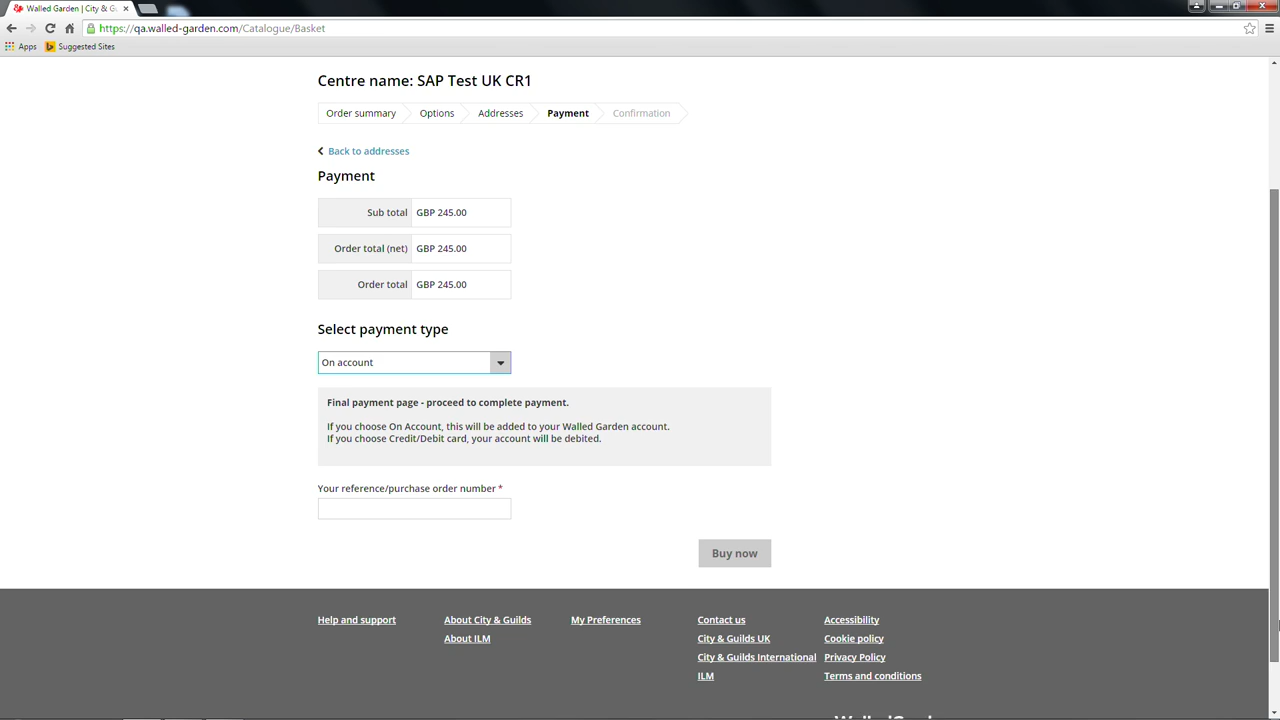 Walled Garden | City & Gu
https://qa.walled-garden.com/Catalogue/Basket
Apps Suggested Sites
Centre name: SAP Test UK CR1
Order summary Options Addresses Payment Confirmation
Back to addresses
Payment
Sub total GBP 245.00
Order total (net) GBP 245.00
Order total GBP 245.00
Select payment type
On account
Final payment page - proceed to complete payment.
If you choose On Account, this will be added to your Walled Garden account.
If you choose Credit/Debit card, your account will be debited.
Your reference/purchase order number *
Buy now
Help and support About City & Guilds My Preferences Contact us Accessibility
About ILM City & Guilds UK Cookie policy
City & Guilds International Privacy Policy
ILM Terms and conditions